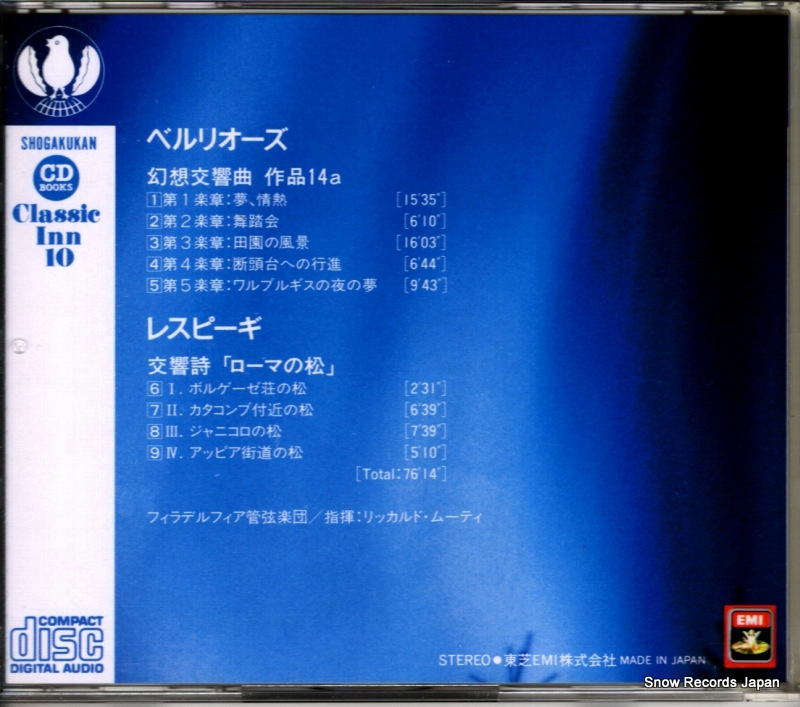 SHOGAKUKAN
CD
BOOKS
Classic
Inn
10
ベルリオーズ
幻想交響曲 作品14a
1 第1楽章:夢、情熱 [15'35"]
2 第2楽章:舞踏会 [6'10"]
3 第3楽章:田園の風景 [16'03"]
4 第4楽章:断頭台への行進 [6'44"]
5 第5楽章:ワルプルギスの夜の夢 [9'43"]
レスピーギ
交響詩「ローマの松」
6 I. ボルゲーゼ荘の松 [2'31"]
7 II. カタコンブ付近の松 [6'39"]
8 III. ジャニコロの松 [7'39"]
9 IV. アッピア街道の松 [5'10"]
[Total:76'14"]
フィラデルフィア管弦楽団/指揮:リッカルド・ムーティ
COMPACT
disc
DIGITAL AUDIO
EMI
STEREO●東芝EMI株式会社 MADE IN JAPAN
Snow Records Japan